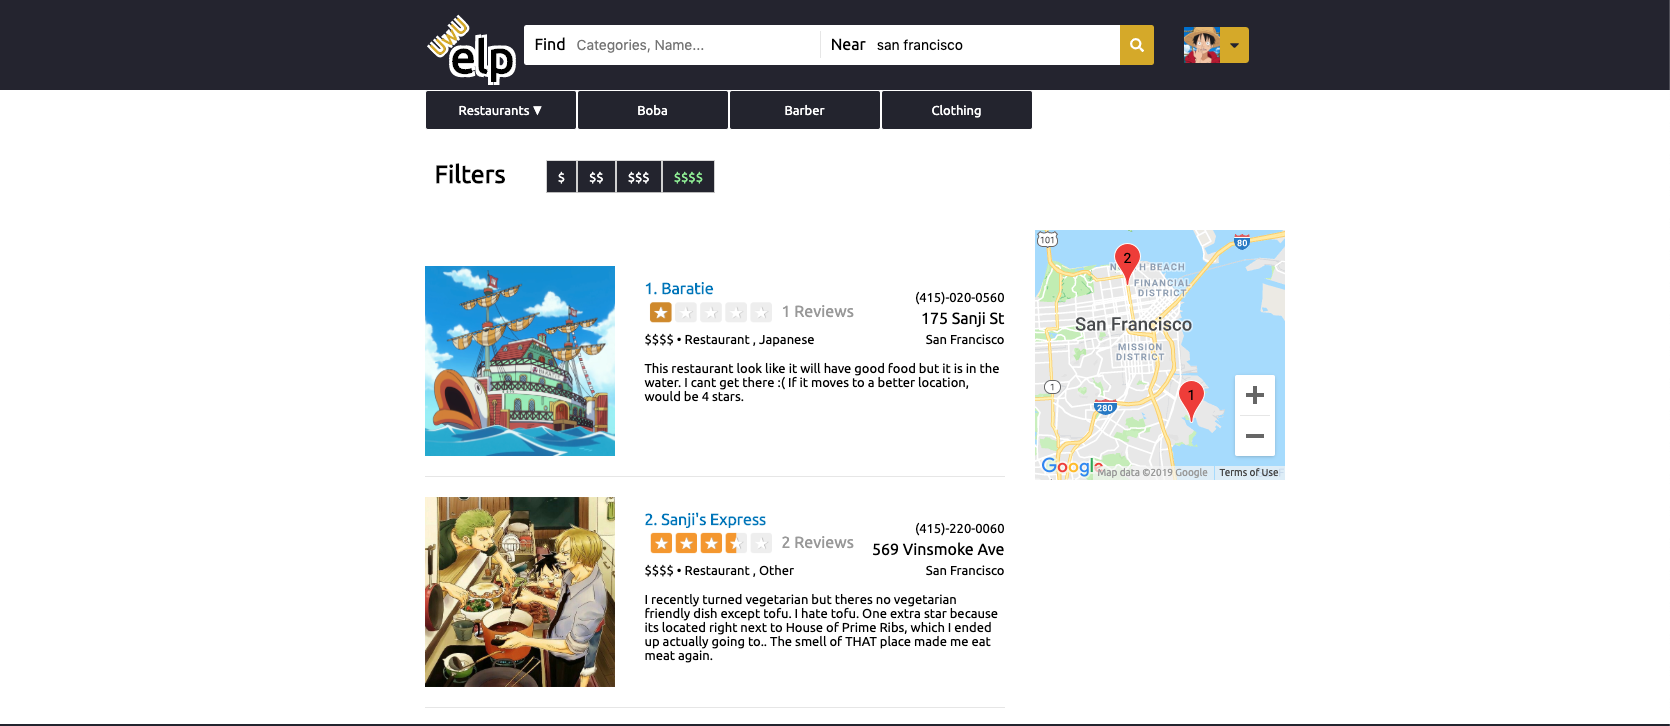 UWU
elp
Find Categories, Name... Near san francisco
Restaurants ▼ Boba Barber Clothing
Filters $ $$ $$$ $$$$
1. Baratie
1 Reviews
$$$$ • Restaurant , Japanese
(415)-020-0560
175 Sanji St
San Francisco
This restaurant look like it will have good food but it is in the
water. I cant get there :( If it moves to a better location,
would be 4 stars.
2. Sanji's Express
2 Reviews
$$$$ • Restaurant , Other
(415)-220-0060
569 Vinsmoke Ave
San Francisco
I recently turned vegetarian but theres no vegetarian
friendly dish except tofu. I hate tofu. One extra star because
its located right next to House of Prime Ribs, which I ended
up actually going to.. The smell of THAT place made me eat
meat again.
101
80
2
BEACH
FINANCIAL
DISTRICT
San Francisco
MISSION
DISTRICT
1
1
280
+
−
Google
Map data ©2019 Google
Terms of Use